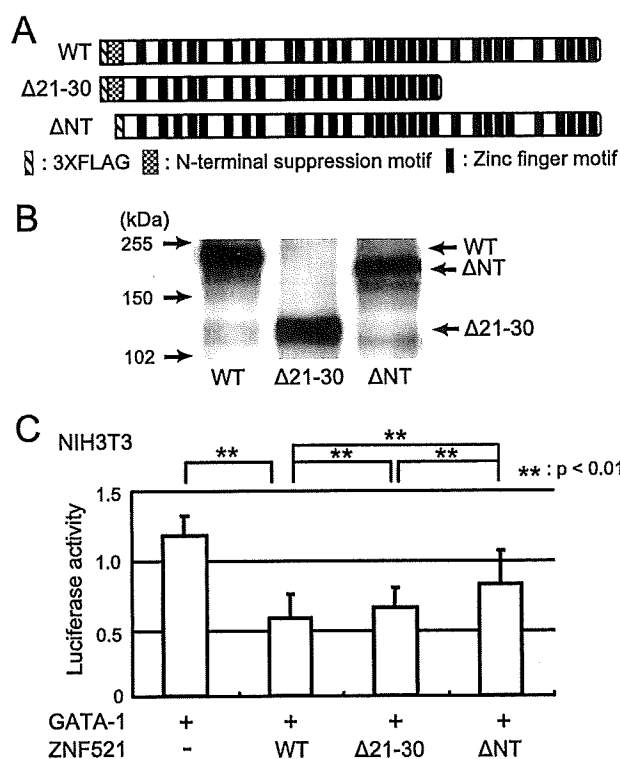 A
WT
Δ21-30
ΔNT
: 3XFLAG : N-terminal suppression motif : Zinc finger motif
B
(kDa)
255
150
102
WT
ΔNT
Δ21-30
WT Δ21-30 ΔNT
C
NIH3T3
**
** ** **
** : p < 0.01
Luciferase activity
1.5
1.0
0.5
0
GATA-1 + + + +
ZNF521 - WT Δ21-30 ΔNT